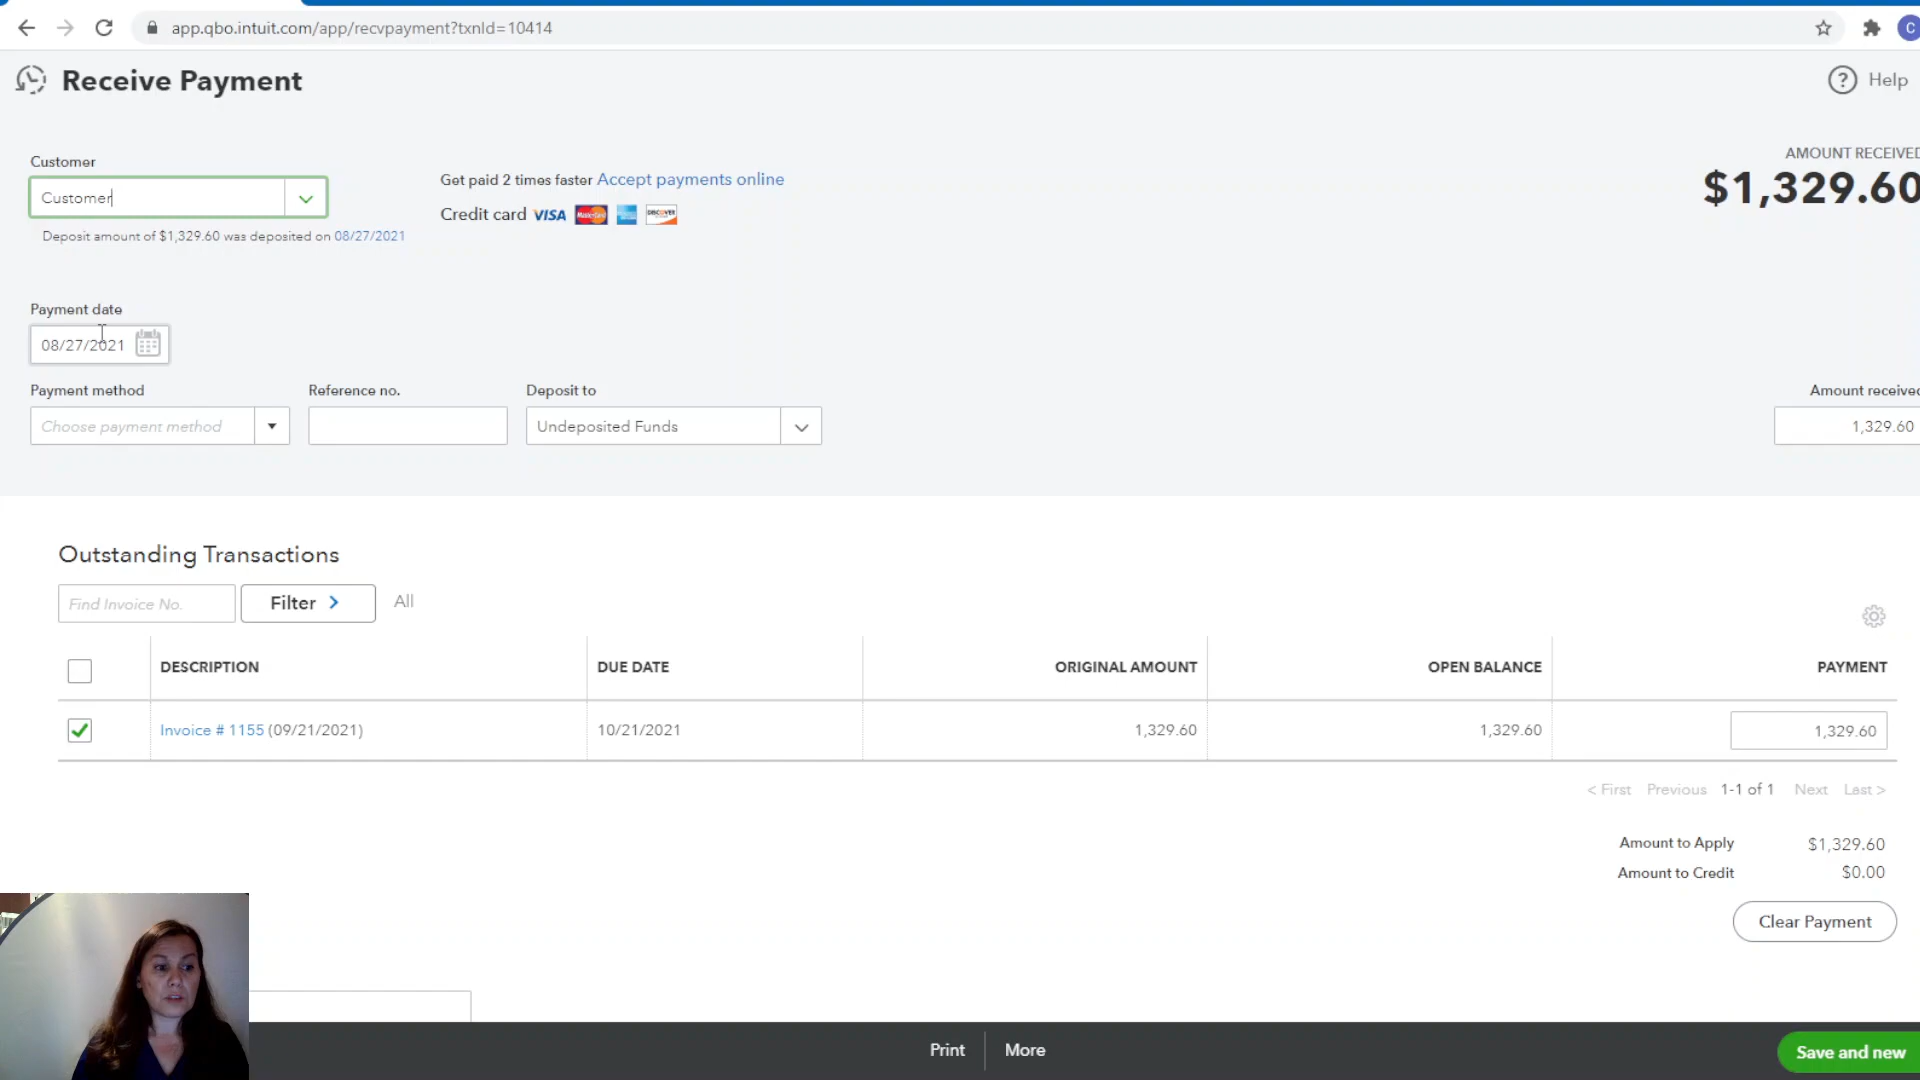 app.qbo.intuit.com/app/recvpayment?txnId=10414
C
Receive Payment
Help
Customer
Customer
Deposit amount of $1,329.60 was deposited on 08/27/2021
Get paid 2 times faster Accept payments online
Credit card VISA MasterCard DISCOVER
AMOUNT RECEIVED
$1,329.60
Payment date
08/27/2021
Payment method
Reference no.
Deposit to
Amount received
Choose payment method
Undeposited Funds
1,329.60
Outstanding Transactions
Find Invoice No.
Filter >
All
DESCRIPTION
DUE DATE
ORIGINAL AMOUNT
OPEN BALANCE
PAYMENT
Invoice # 1155 (09/21/2021)
10/21/2021
1,329.60
1,329.60
1,329.60
< First Previous 1-1 of 1 Next Last >
Amount to Apply $1,329.60
Amount to Credit $0.00
Clear Payment
Print
More
Save and new